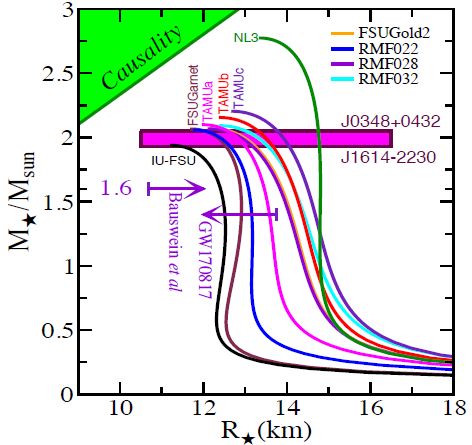 3
2.5
2
1.5
1
0.5
0
M★/Msun
Causality
NL3
FSUGold2
RMF022
RMF028
RMF032
FSUGarnet
TAMUa
TAMUb
TAMUc
J0348+0432
J1614-2230
IU-FSU
1.6
Bauswein et al
GW170817
10
12
14
16
18
R★(km)